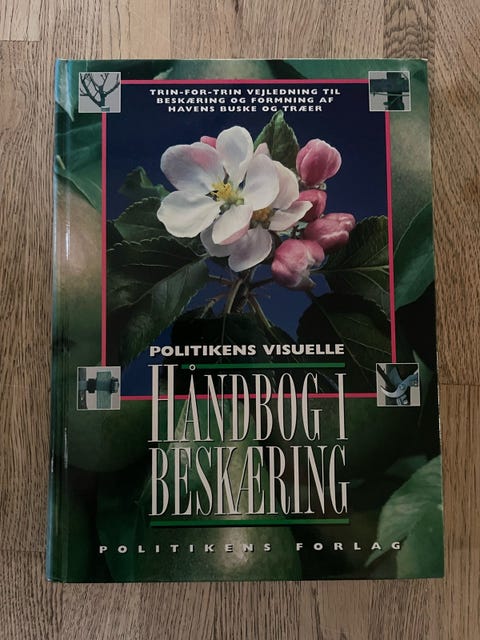 TRIN-FOR-TRIN VEJLEDNING TIL
BESKÆRING OG FORMNING AF
HAVENS BUSKE OG TRÆER
POLITIKENS VISUELLE
HÅNDBOG I
BESKÆRING
POLITIKENS FORLAG